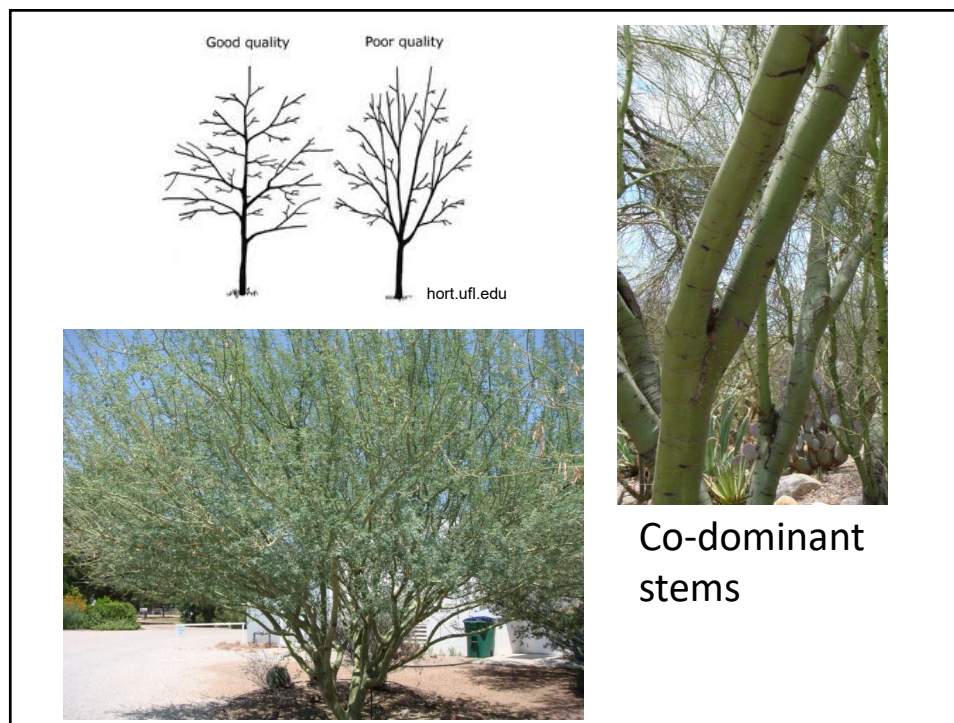 Good quality
Poor quality
hort.ufl.edu
Co-dominant
stems